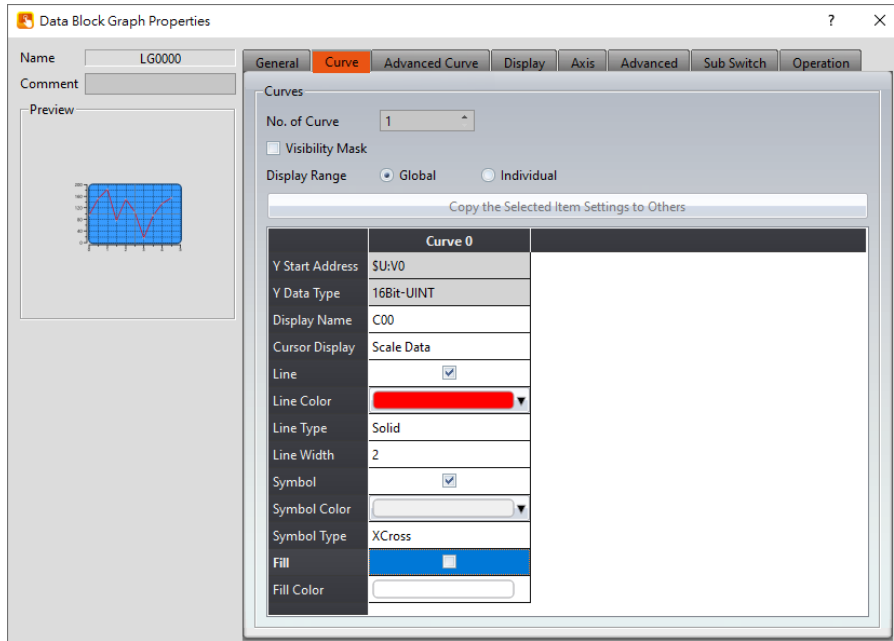 Data Block Graph Properties
? X
Name LG0000
Comment
Preview
General Curve Advanced Curve Display Axis Advanced Sub Switch Operation
Curves
No. of Curve 1
Visibility Mask
Display Range Global Individual
Copy the Selected Item Settings to Others
Curve 0
Y Start Address $U:V0
Y Data Type 16Bit-UINT
Display Name C00
Cursor Display Scale Data
Line
Line Color
Line Type Solid
Line Width 2
Symbol
Symbol Color
Symbol Type XCross
Fill
Fill Color